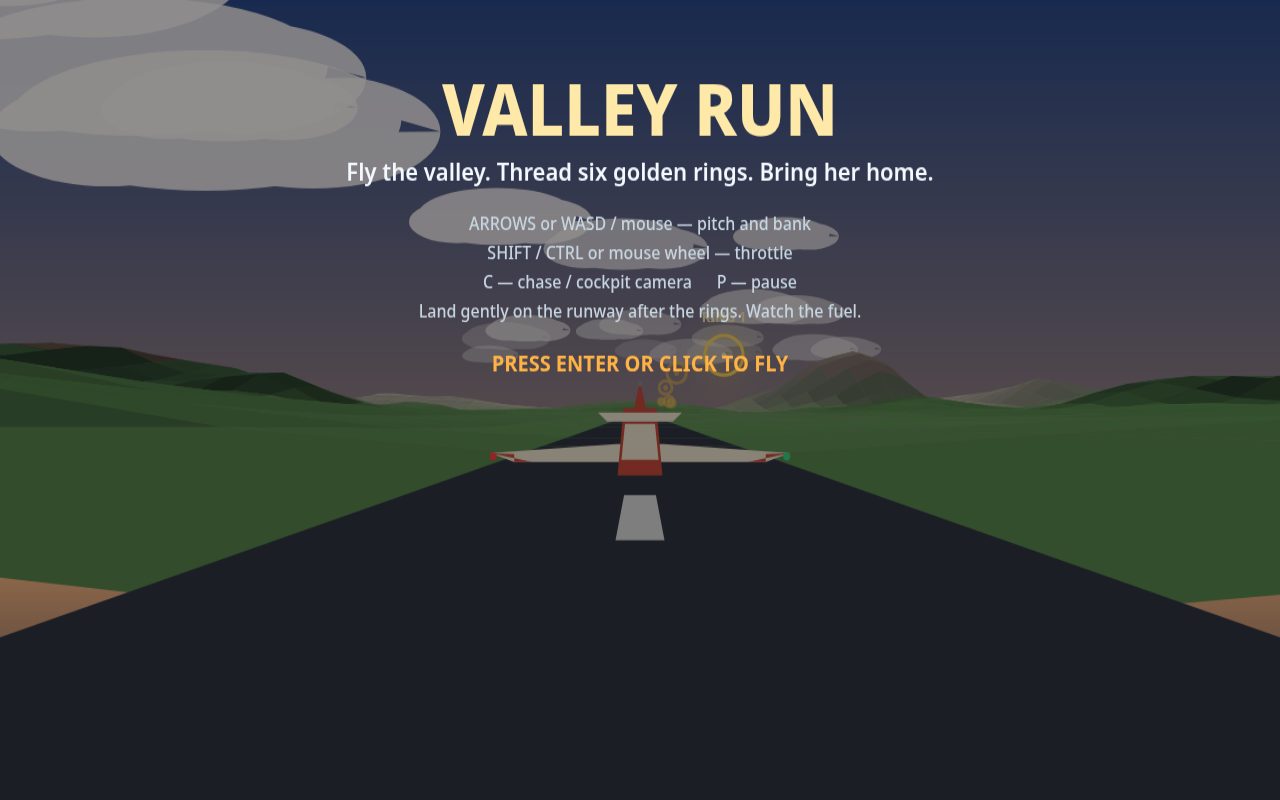 VALLEY RUN
Fly the valley. Thread six golden rings. Bring her home.
ARROWS or WASD / mouse — pitch and bank
SHIFT / CTRL or mouse wheel — throttle
C — chase / cockpit camera P — pause
Land gently on the runway after the rings. Watch the fuel.
PRESS ENTER OR CLICK TO FLY